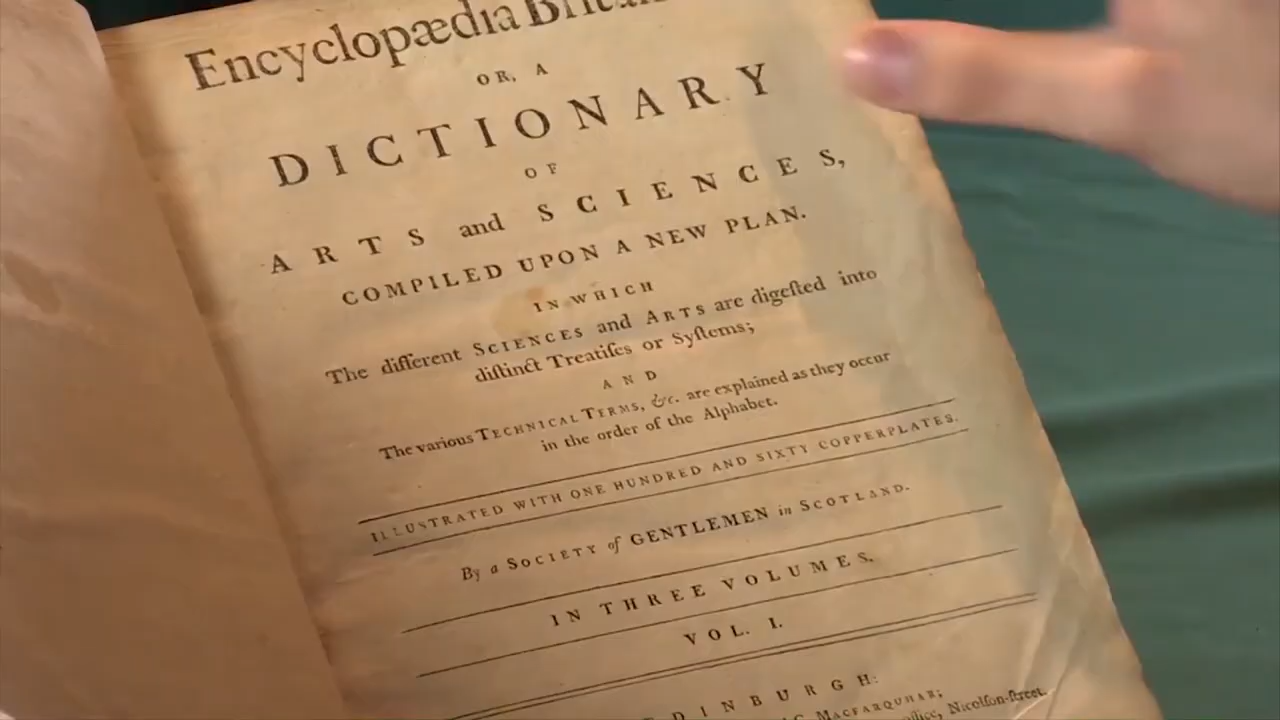 Encyclopædia
OR, A
DICTIONARY
OF
ARTS and SCIENCES,
COMPILED UPON A NEW PLAN.
IN WHICH
The different SCIENCES and ARTS are digeſted into
diſtinct Treatiſes or Syſtems;
AND
The various TECHNICAL TERMS, &c. are explained as they occur
in the order of the Alphabet.
ILLUSTRATED WITH ONE HUNDRED AND SIXTY COPPERPLATES.
By a SOCIETY of GENTLEMEN in SCOTLAND.
IN THREE VOLUMES.
VOL. I.
DINBURGH:
MACFARQUHAR;
Nicolſon-ſtreet.